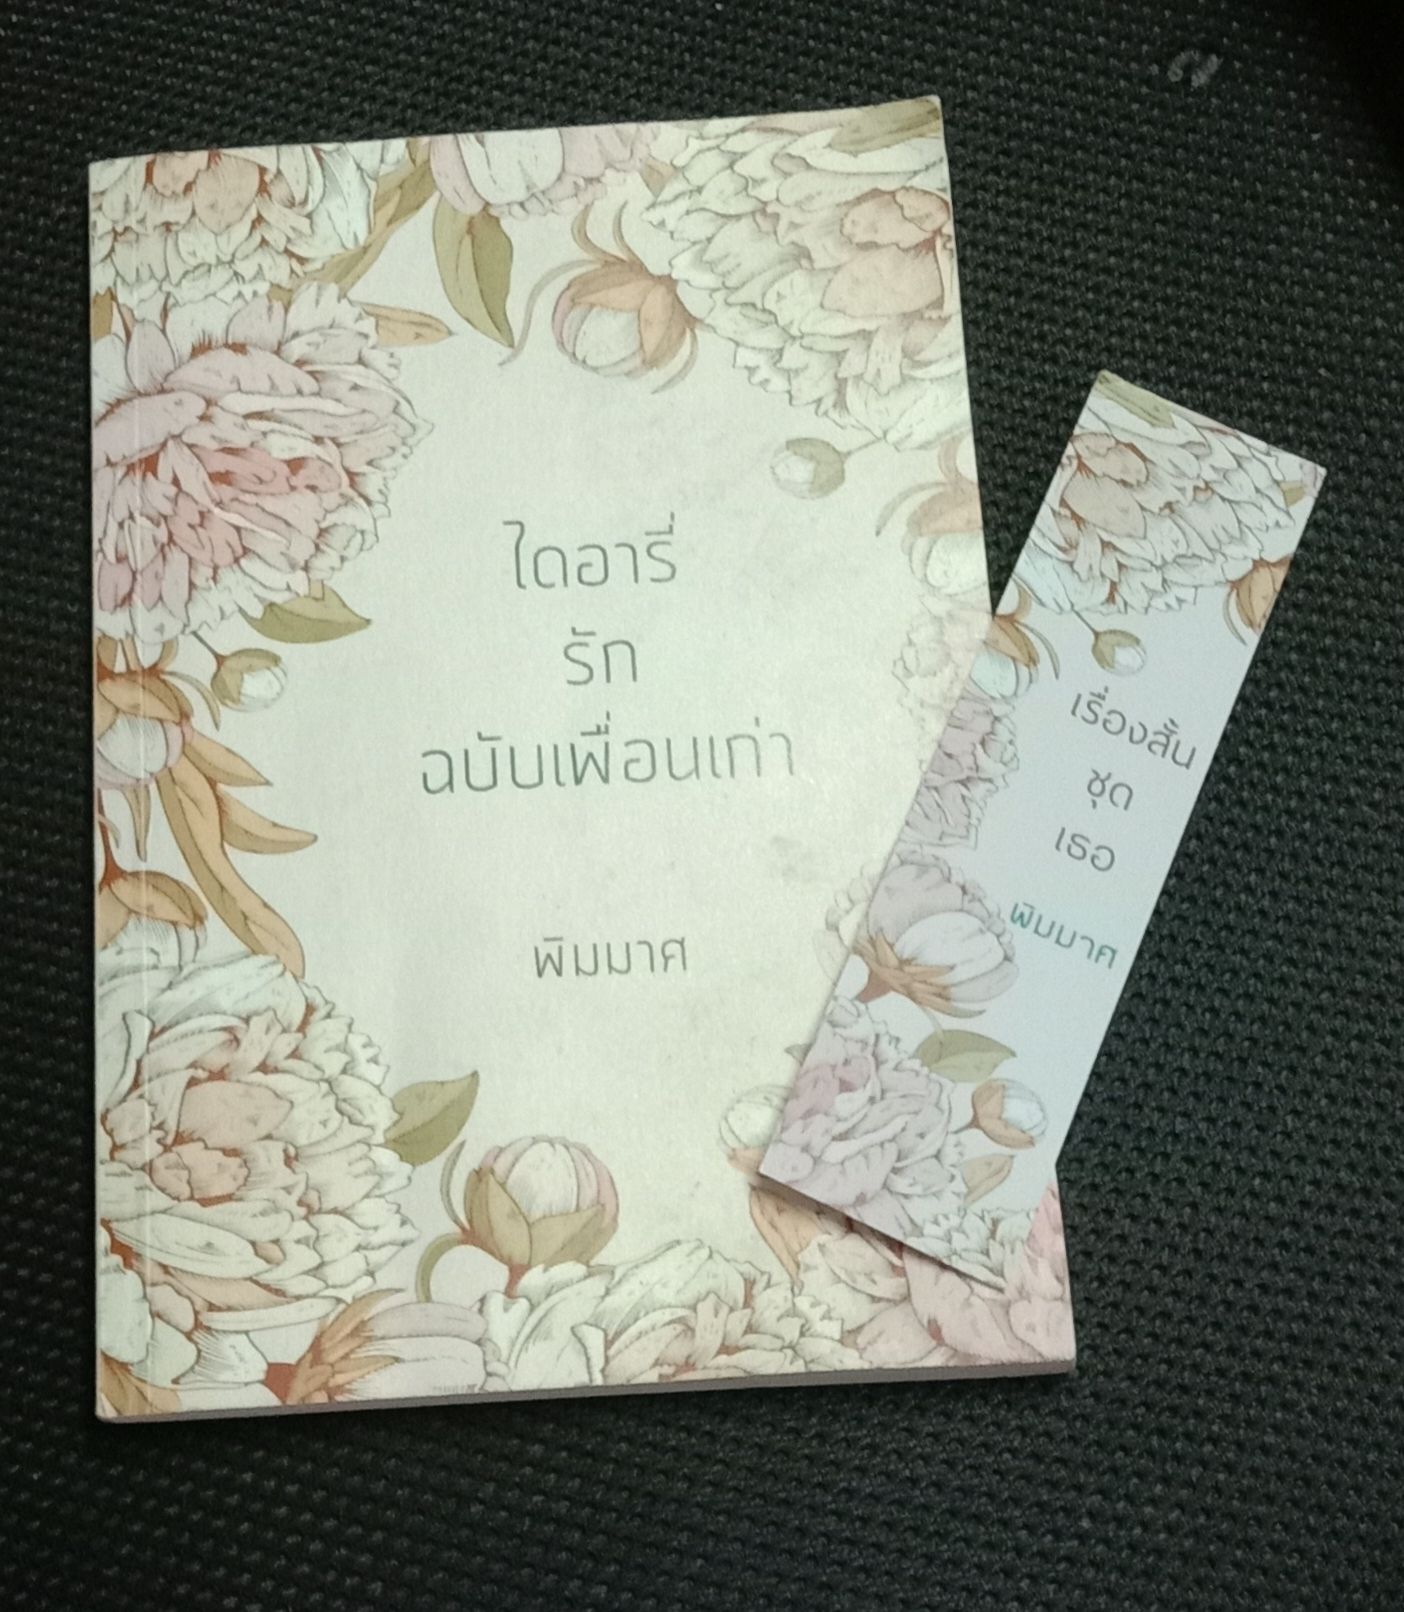 ไดอารี่
รัก
ฉบับเพื่อนเก่า
พิมมาศ
เรื่องสั้น
ชุด
เธอ
พิมมาศ